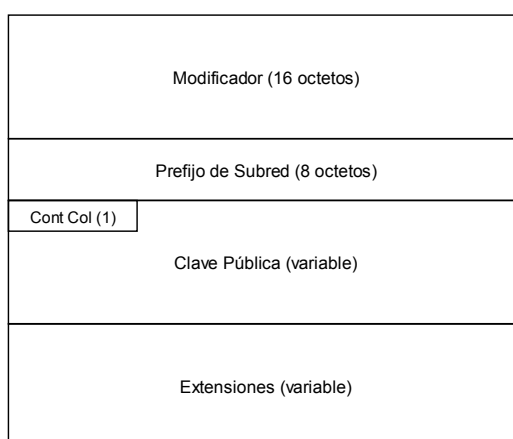 Modificador (16 octetos)
Prefijo de Subred (8 octetos)
Cont Col (1)
Clave Pública (variable)
Extensiones (variable)